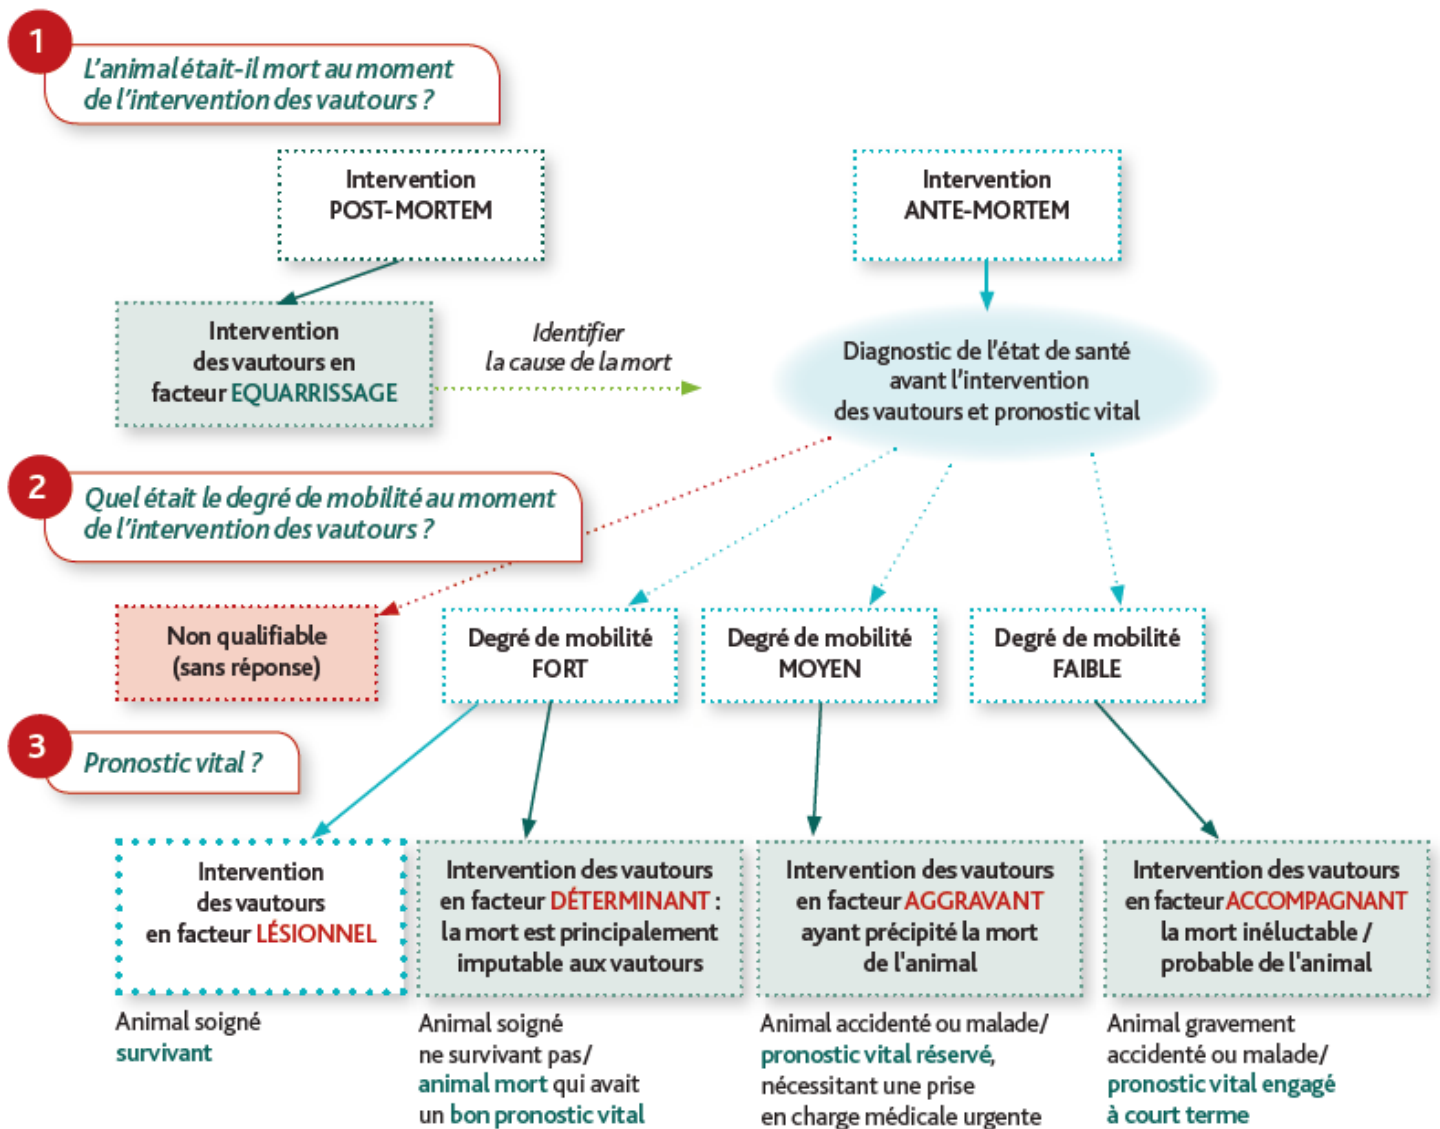 1
L'animal était-il mort au moment
de l'intervention des vautours ?
Intervention
POST-MORTEM
Intervention
ANTE-MORTEM
Intervention
des vautours en
facteur EQUARRISSAGE
Identifier
la cause de la mort
Diagnostic de l'état de santé
avant l'intervention
des vautours et pronostic vital
2
Quel était le degré de mobilité au moment
de l'intervention des vautours ?
Non qualifiable
(sans réponse)
Degré de mobilité
FORT
Degré de mobilité
MOYEN
Degré de mobilité
FAIBLE
3
Pronostic vital ?
Intervention
des vautours
en facteur LÉSIONNEL
Intervention des vautours
en facteur DÉTERMINANT :
la mort est principalement
imputable aux vautours
Intervention des vautours
en facteur AGGRAVANT
ayant précipité la mort
de l'animal
Intervention des vautours
en facteur ACCOMPAGNANT
la mort inéluctable /
probable de l'animal
Animal soigné
survivant
Animal soigné
ne survivant pas/
animal mort qui avait
un bon pronostic vital
Animal accidenté ou malade/
pronostic vital réservé,
nécessitant une prise
en charge médicale urgente
Animal gravement
accidenté ou malade/
pronostic vital engagé
à court terme